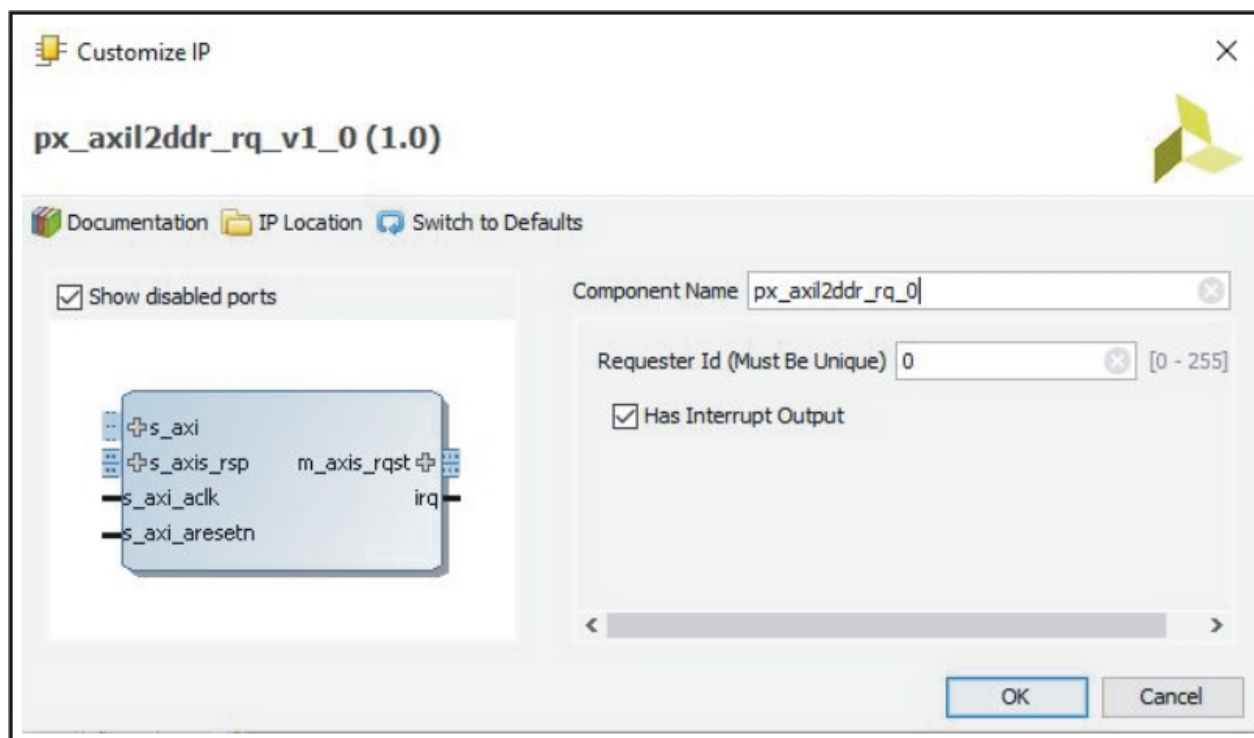 Customize IP
px_axil2ddr_rq_v1_0 (1.0)
Documentation IP Location Switch to Defaults
Show disabled ports
s_axi
s_axis_rsp m_axis_rqst
s_axi_aclk irq
s_axi_aresetn
Component Name px_axil2ddr_rq_0
Requester Id (Must Be Unique) 0 [0 - 255]
Has Interrupt Output
OK Cancel